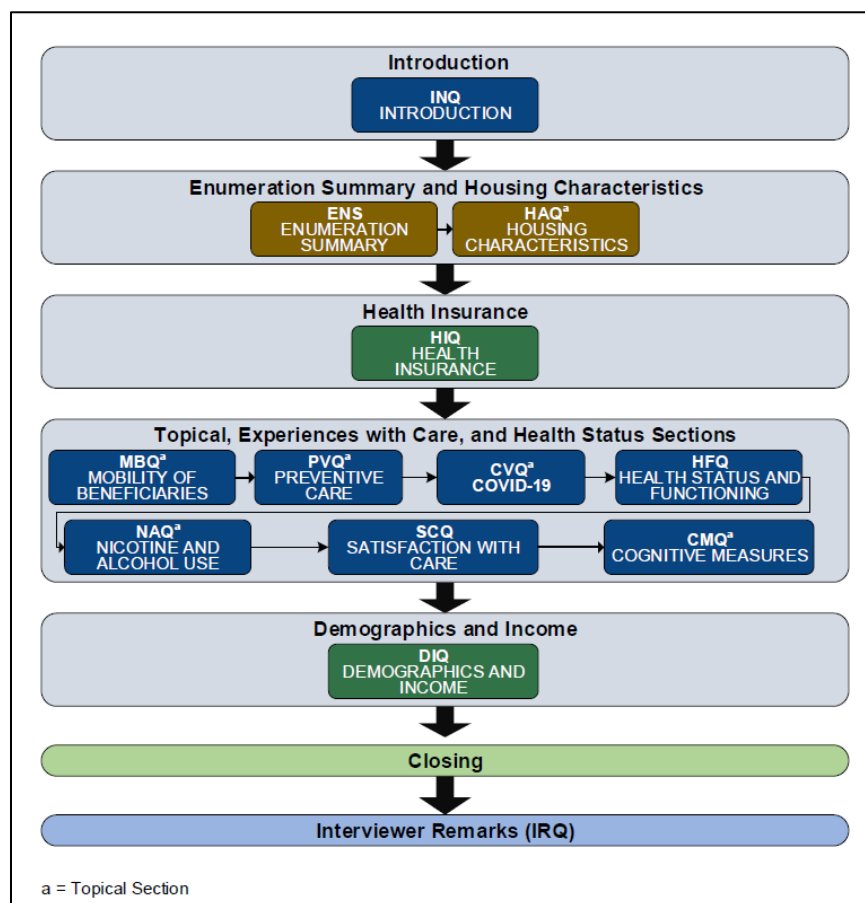 Introduction
INQ
INTRODUCTION
Enumeration Summary and Housing Characteristics
ENS
ENUMERATION
SUMMARY
HAQᵃ
HOUSING
CHARACTERISTICS
Health Insurance
HIQ
HEALTH
INSURANCE
Topical, Experiences with Care, and Health Status Sections
MBQᵃ
MOBILITY OF
BENEFICIARIES
PVQᵃ
PREVENTIVE
CARE
CVQᵃ
COVID-19
HFQ
HEALTH STATUS AND
FUNCTIONING
NAQᵃ
NICOTINE AND
ALCOHOL USE
SCQ
SATISFACTION WITH
CARE
CMQᵃ
COGNITIVE MEASURES
Demographics and Income
DIQ
DEMOGRAPHICS AND
INCOME
Closing
Interviewer Remarks (IRQ)
a = Topical Section